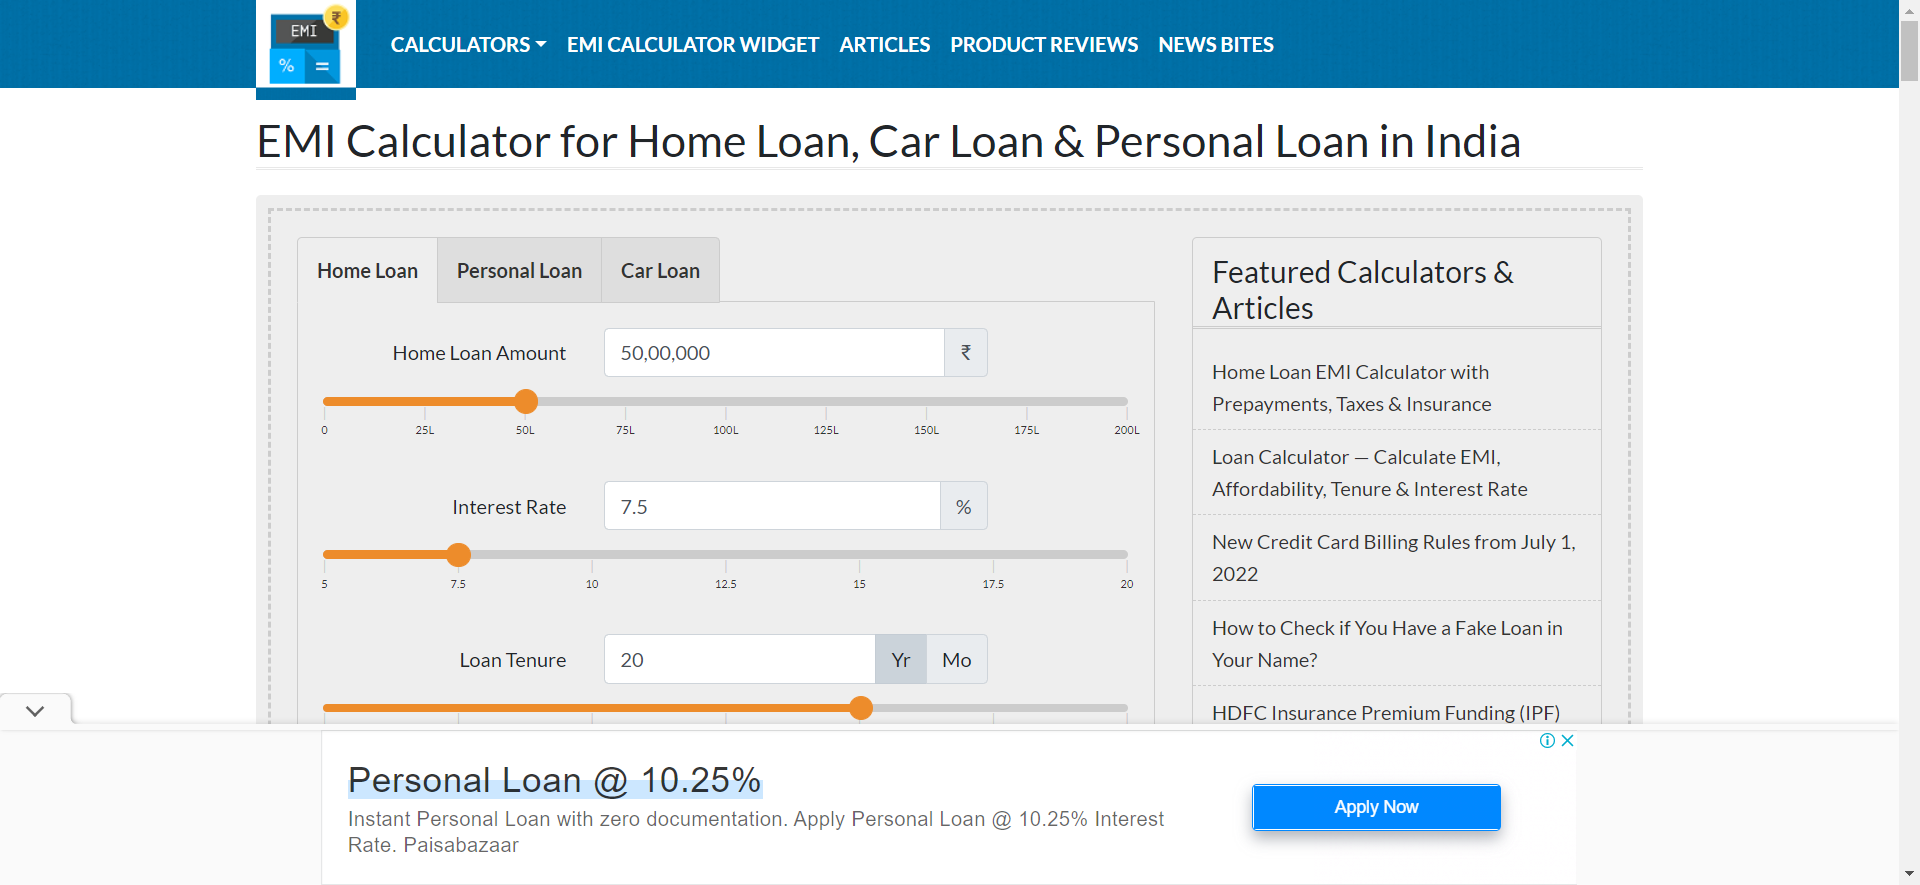 EMI
₹
%
=
CALCULATORS
EMI CALCULATOR WIDGET
ARTICLES
PRODUCT REVIEWS
NEWS BITES
EMI Calculator for Home Loan, Car Loan & Personal Loan in India
Home Loan
Personal Loan
Car Loan
Home Loan Amount
50,00,000
₹
0 25L 50L 75L 100L 125L 150L 175L 200L
Interest Rate
7.5
%
5 7.5 10 12.5 15 17.5 20
Loan Tenure
20
Yr
Mo
Featured Calculators &
Articles
Home Loan EMI Calculator with
Prepayments, Taxes & Insurance
Loan Calculator — Calculate EMI,
Affordability, Tenure & Interest Rate
New Credit Card Billing Rules from July 1,
2022
How to Check if You Have a Fake Loan in
Your Name?
HDFC Insurance Premium Funding (IPF)
Personal Loan @ 10.25%
Instant Personal Loan with zero documentation. Apply Personal Loan @ 10.25% Interest
Rate. Paisabazaar
Apply Now